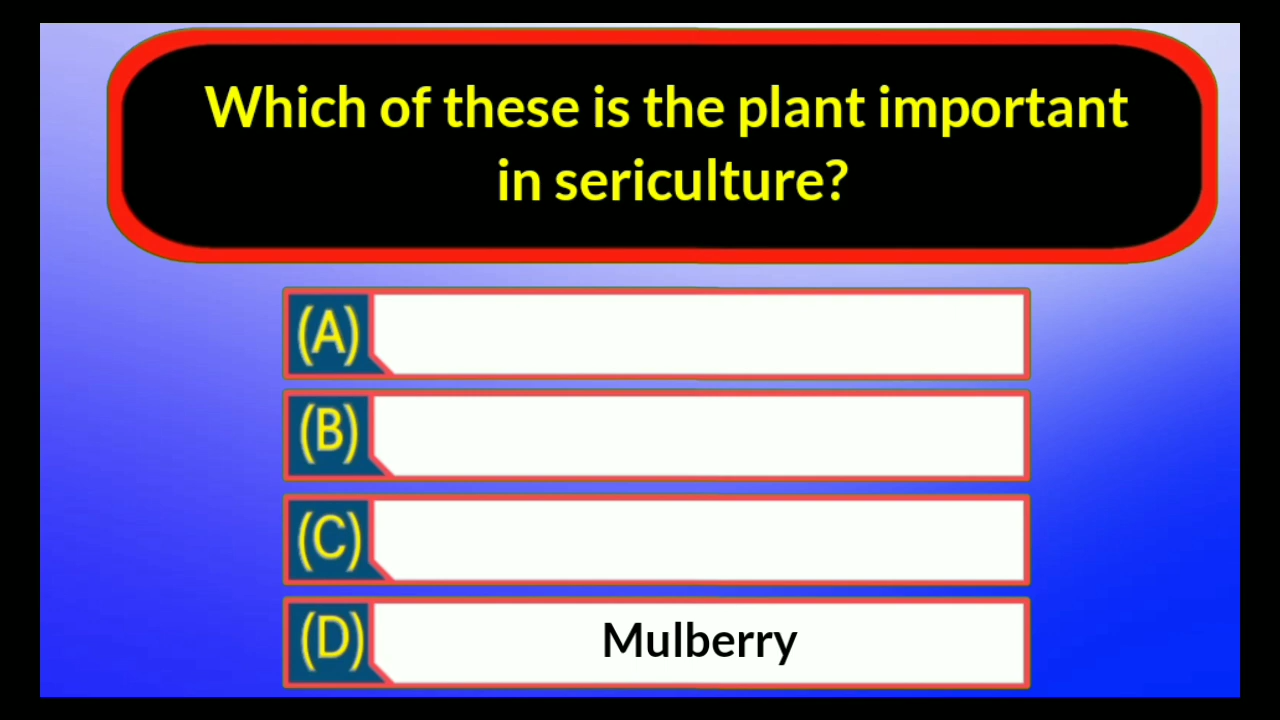 Which of these is the plant important
in sericulture?
(A)
(B)
(C)
(D) Mulberry